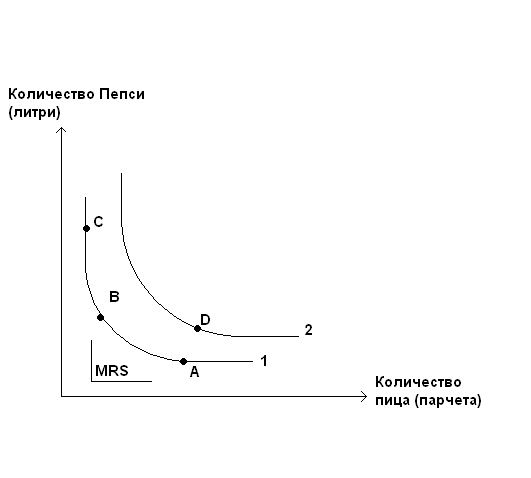 Количество Пепси
(литри)
C
B
D
2
1
MRS
A
Количество
пица (парчета)